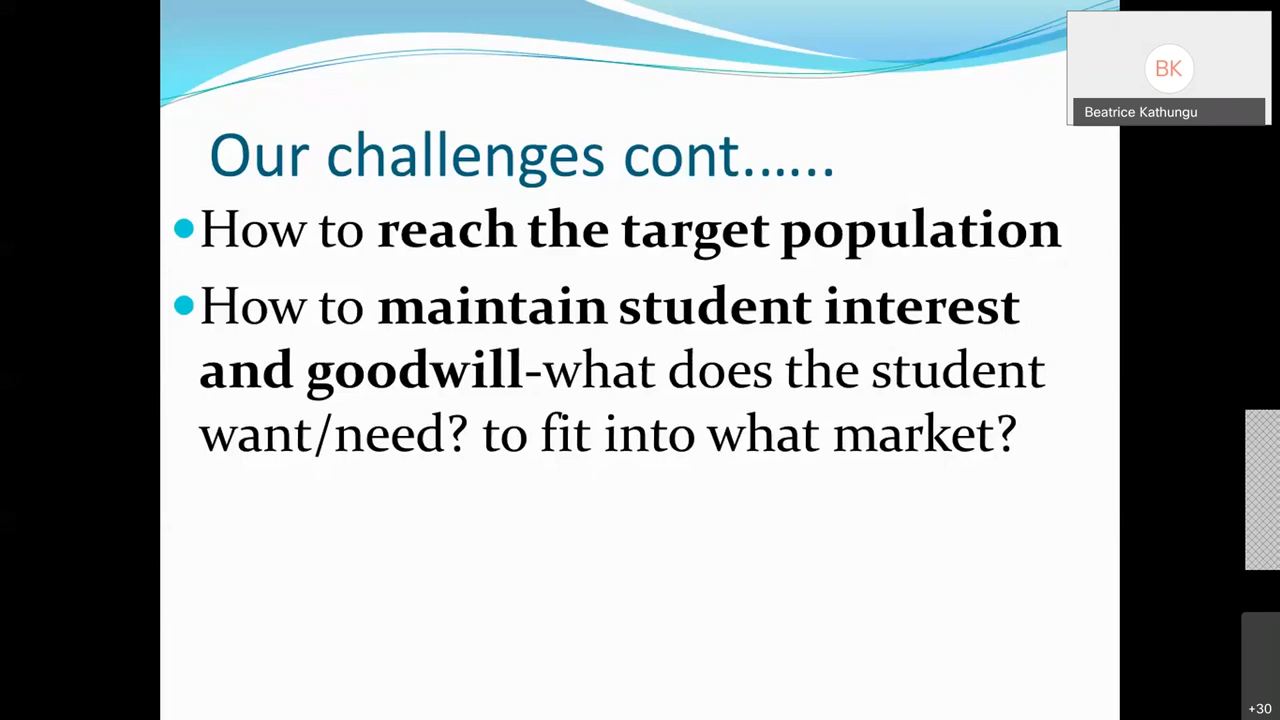 BK
Beatrice Kathungu
Our challenges cont......
•How to reach the target population
•How to maintain student interest
and goodwill-what does the student
want/need? to fit into what market?
+30